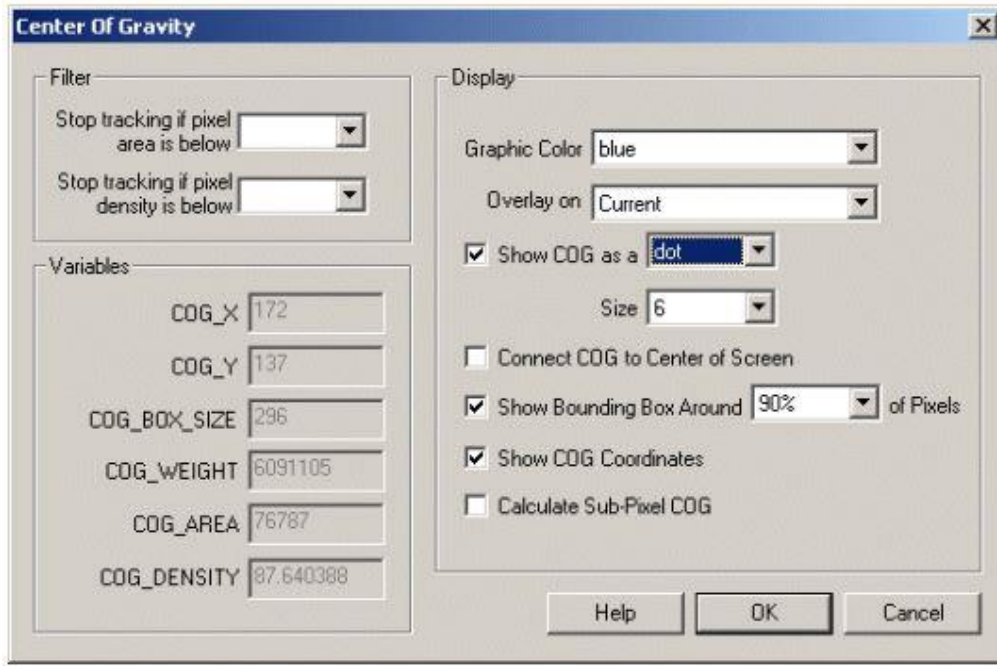 Center Of Gravity
Filter
Stop tracking if pixel
area is below
Stop tracking if pixel
density is below
Variables
COG_X 172
COG_Y 137
COG_BOX_SIZE 296
COG_WEIGHT 6091105
COG_AREA 76787
COG_DENSITY 87.640388
Display
Graphic Color blue
Overlay on Current
Show COG as a dot
Size 6
Connect COG to Center of Screen
Show Bounding Box Around 90% of Pixels
Show COG Coordinates
Calculate Sub-Pixel COG
Help OK Cancel